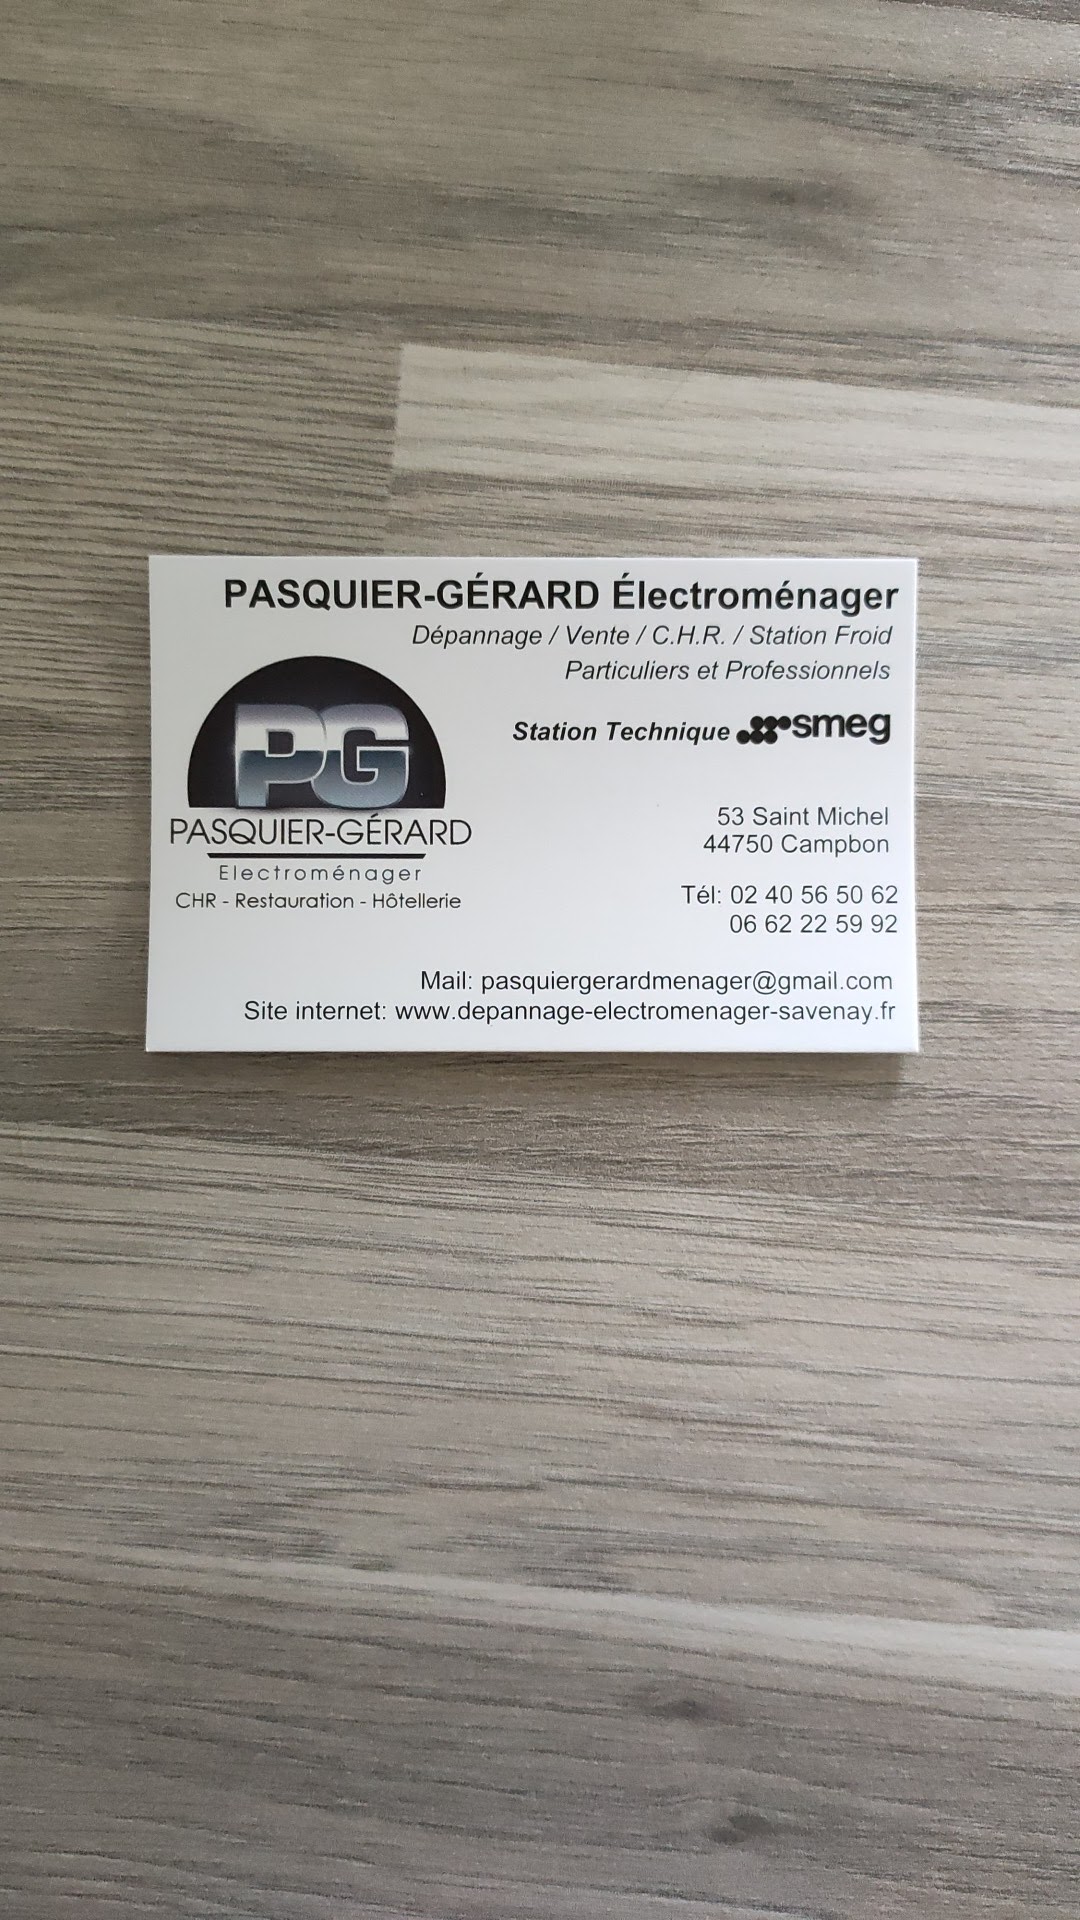 PASQUIER-GÉRARD Électroménager
Dépannage / Vente / C.H.R. / Station Froid
Particuliers et Professionnels
Station Technique smeg
PG
PASQUIER-GÉRARD
Electroménager
CHR - Restauration - Hôtellerie
53 Saint Michel
44750 Campbon
Tél: 02 40 56 50 62
06 62 22 59 92
Mail: pasquiergerardmenager@gmail.com
Site internet: www.depannage-electromenager-savenay.fr